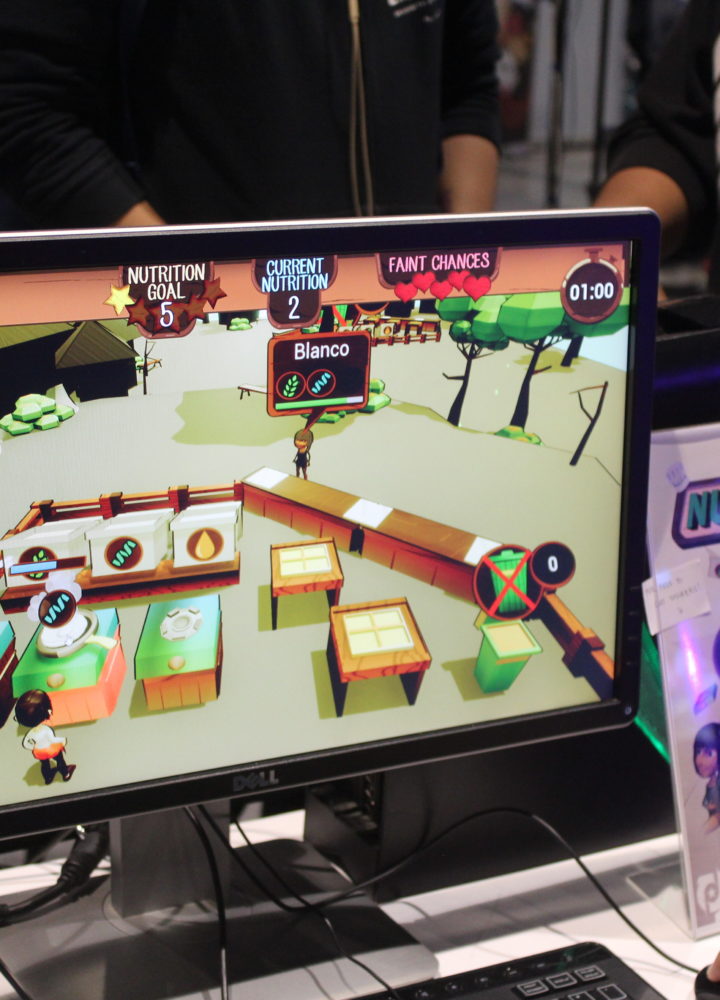 NUTRITION
GOAL
5
CURRENT
NUTRITION
2
FAINT CHANCES
01:00
Blanco
0
DELL